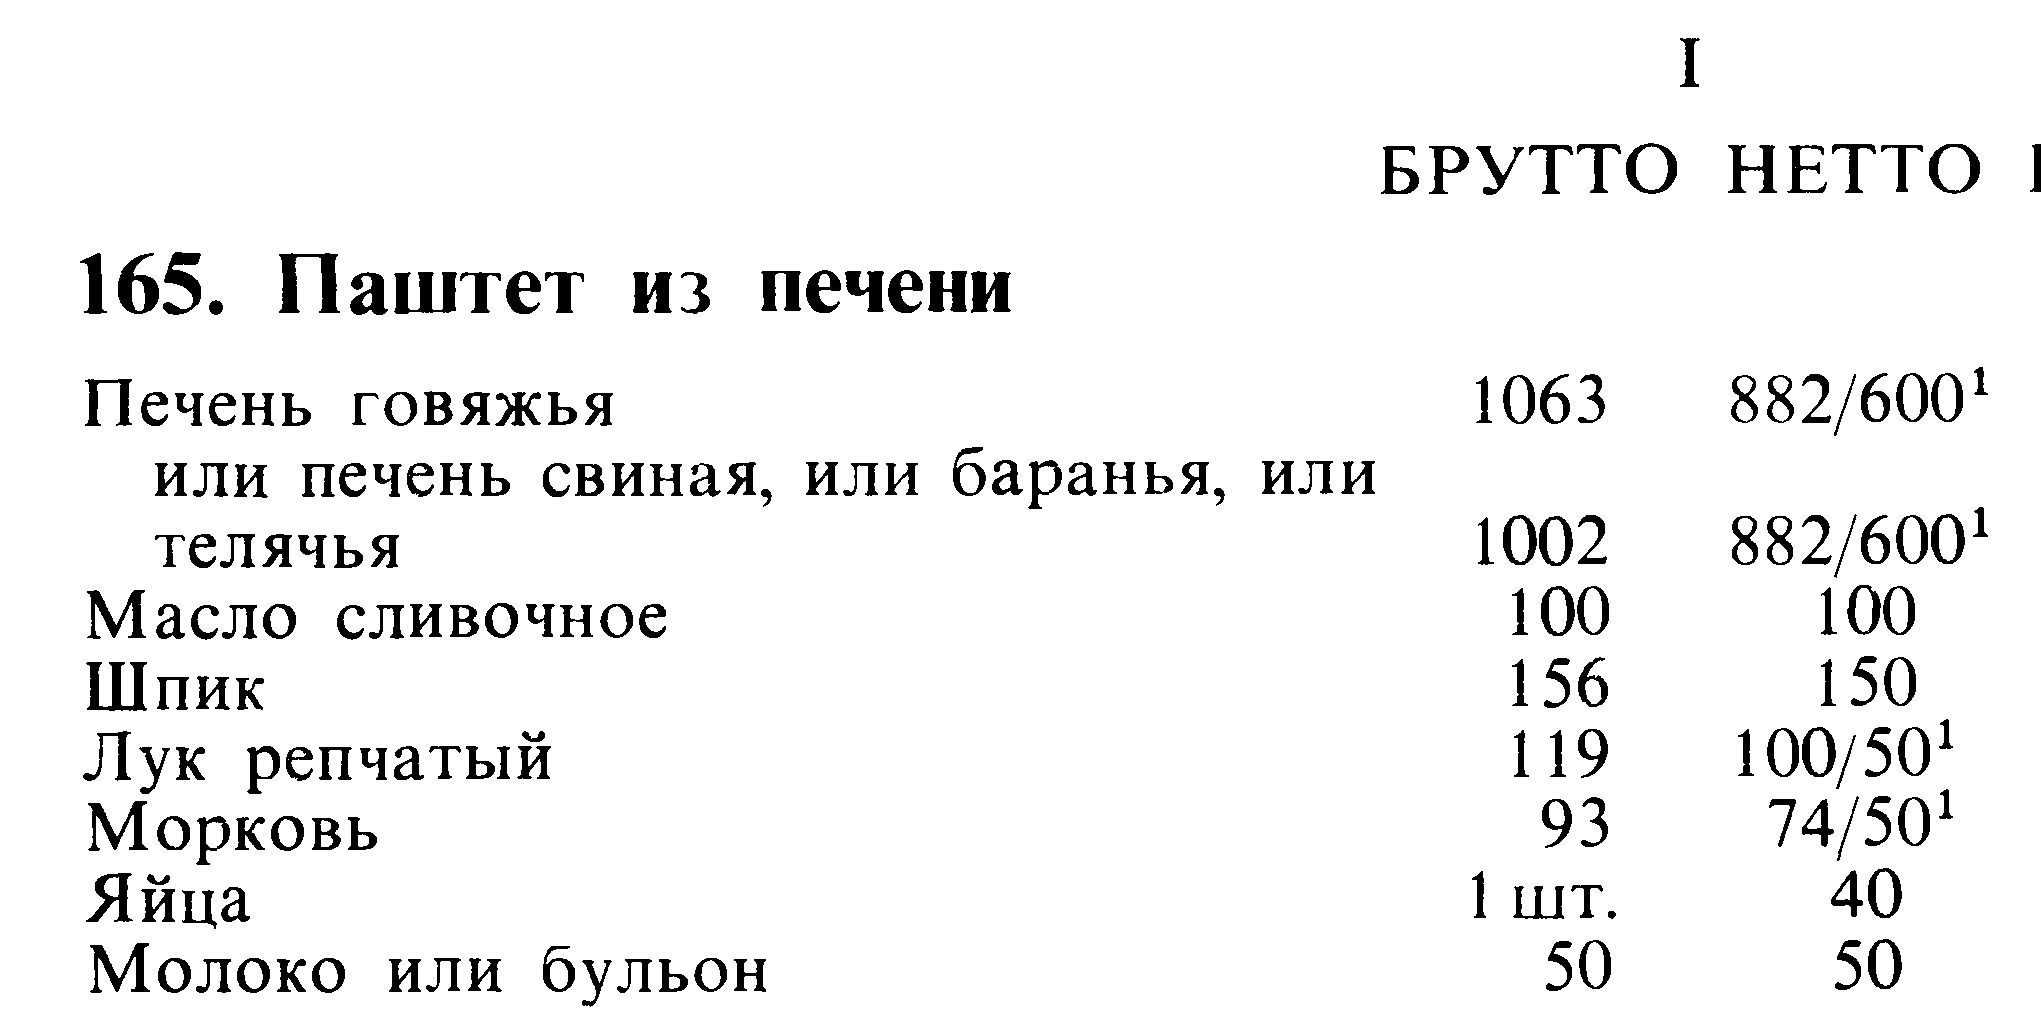 I
БРУТТО НЕТТО
165. Паштет из печени
Печень говяжья 1063 882/600¹
или печень свиная, или баранья, или
телячья 1002 882/600¹
Масло сливочное 100 100
Шпик 156 150
Лук репчатый 119 100/50¹
Морковь 93 74/50¹
Яйца 1 шт. 40
Молоко или бульон 50 50